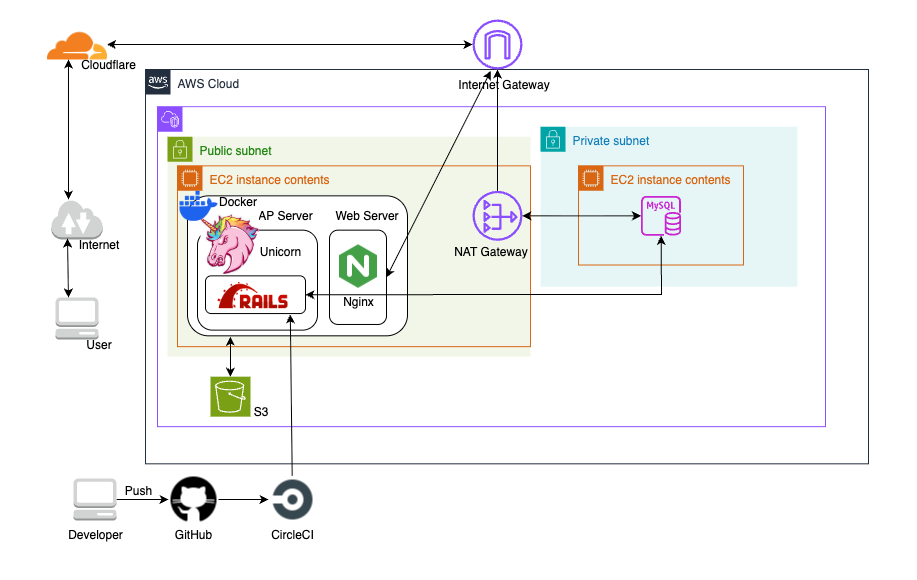 Cloudflare
Internet Gateway
aws
AWS Cloud
Public subnet
Private subnet
EC2 instance contents
EC2 instance contents
Docker
AP Server
Web Server
MySQL
Internet
Unicorn
NAT Gateway
RAILS
Nginx
User
S3
Push
Developer
GitHub
CircleCI